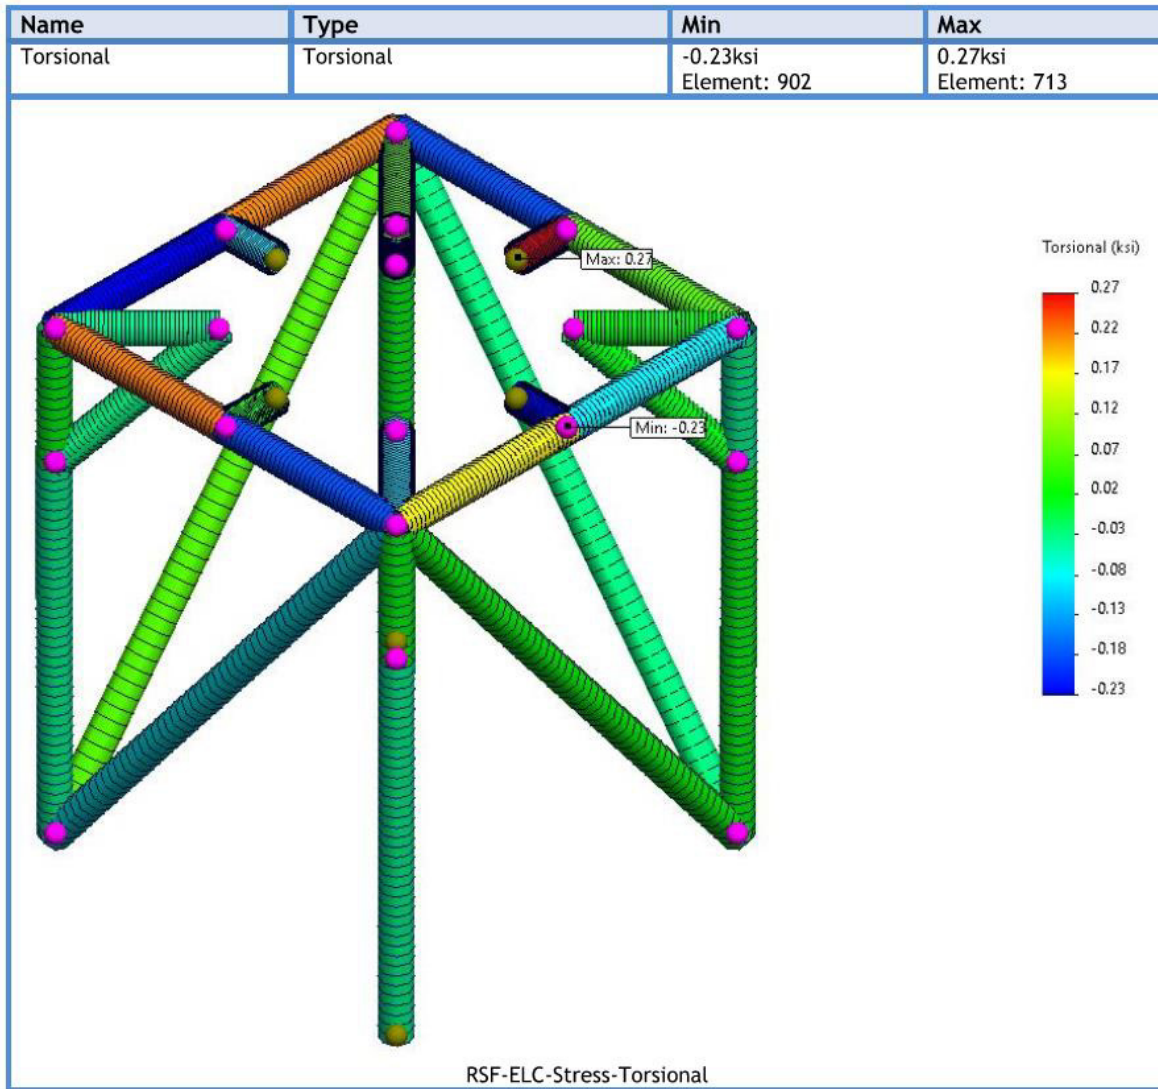 Name Type Min Max
Torsional Torsional -0.23ksi 0.27ksi
Element: 902 Element: 713
Max: 0.27
Min: -0.23
Torsional (ksi)
0.27
0.22
0.17
0.12
0.07
0.02
-0.03
-0.08
-0.13
-0.18
-0.23
RSF-ELC-Stress-Torsional